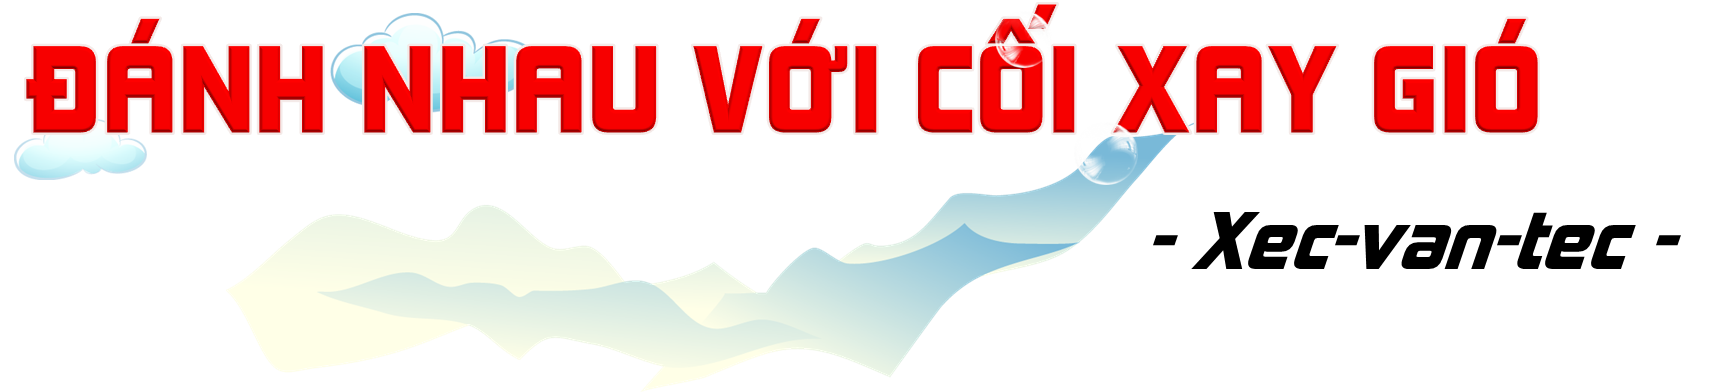 ĐÁNH NHAU VỚI CỐI XAY GIÓ
- Xec-van-tec -